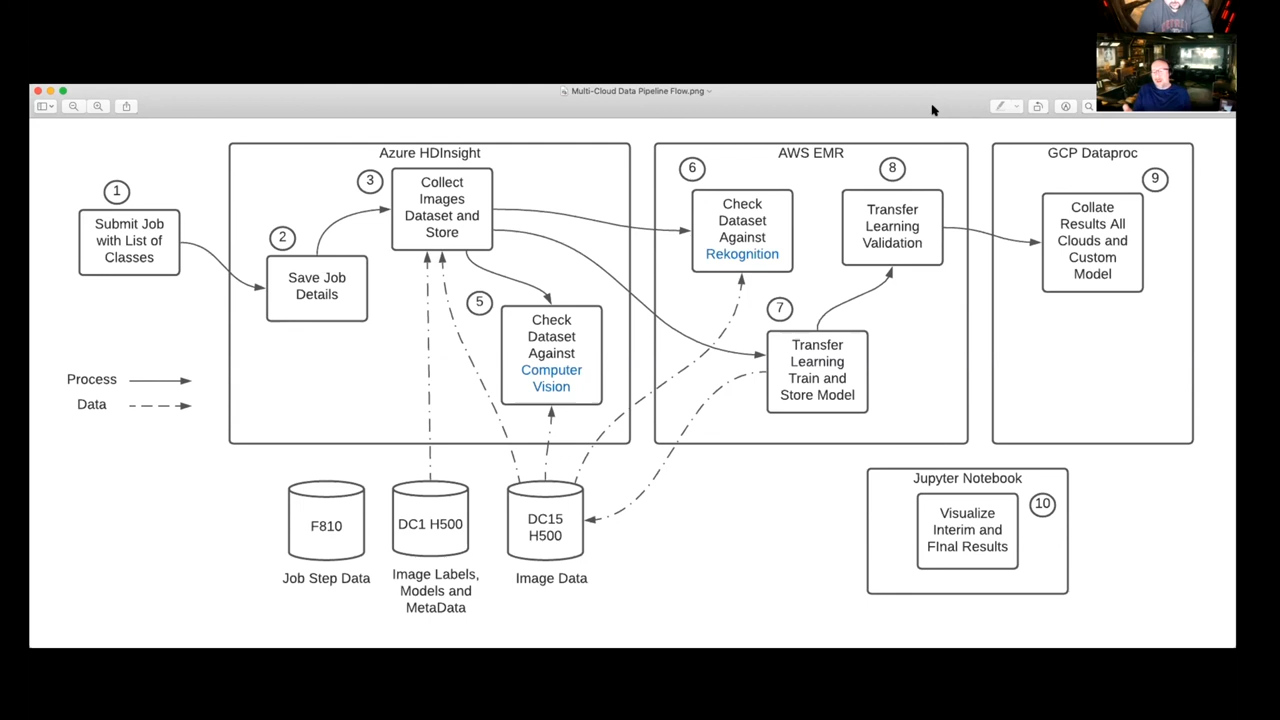 Multi-Cloud Data Pipeline Flow.png
Azure HDInsight
AWS EMR
GCP Dataproc
1
Submit Job
with List of
Classes
2
Save Job
Details
3
Collect
Images
Dataset and
Store
5
Check
Dataset
Against
Computer
Vision
6
Check
Dataset
Against
Rekognition
7
Transfer
Learning
Train and
Store Model
8
Transfer
Learning
Validation
9
Collate
Results All
Clouds and
Custom
Model
Process
Data
F810
Job Step Data
DC1 H500
Image Labels,
Models and
MetaData
DC15
H500
Image Data
Jupyter Notebook
10
Visualize
Interim and
FInal Results